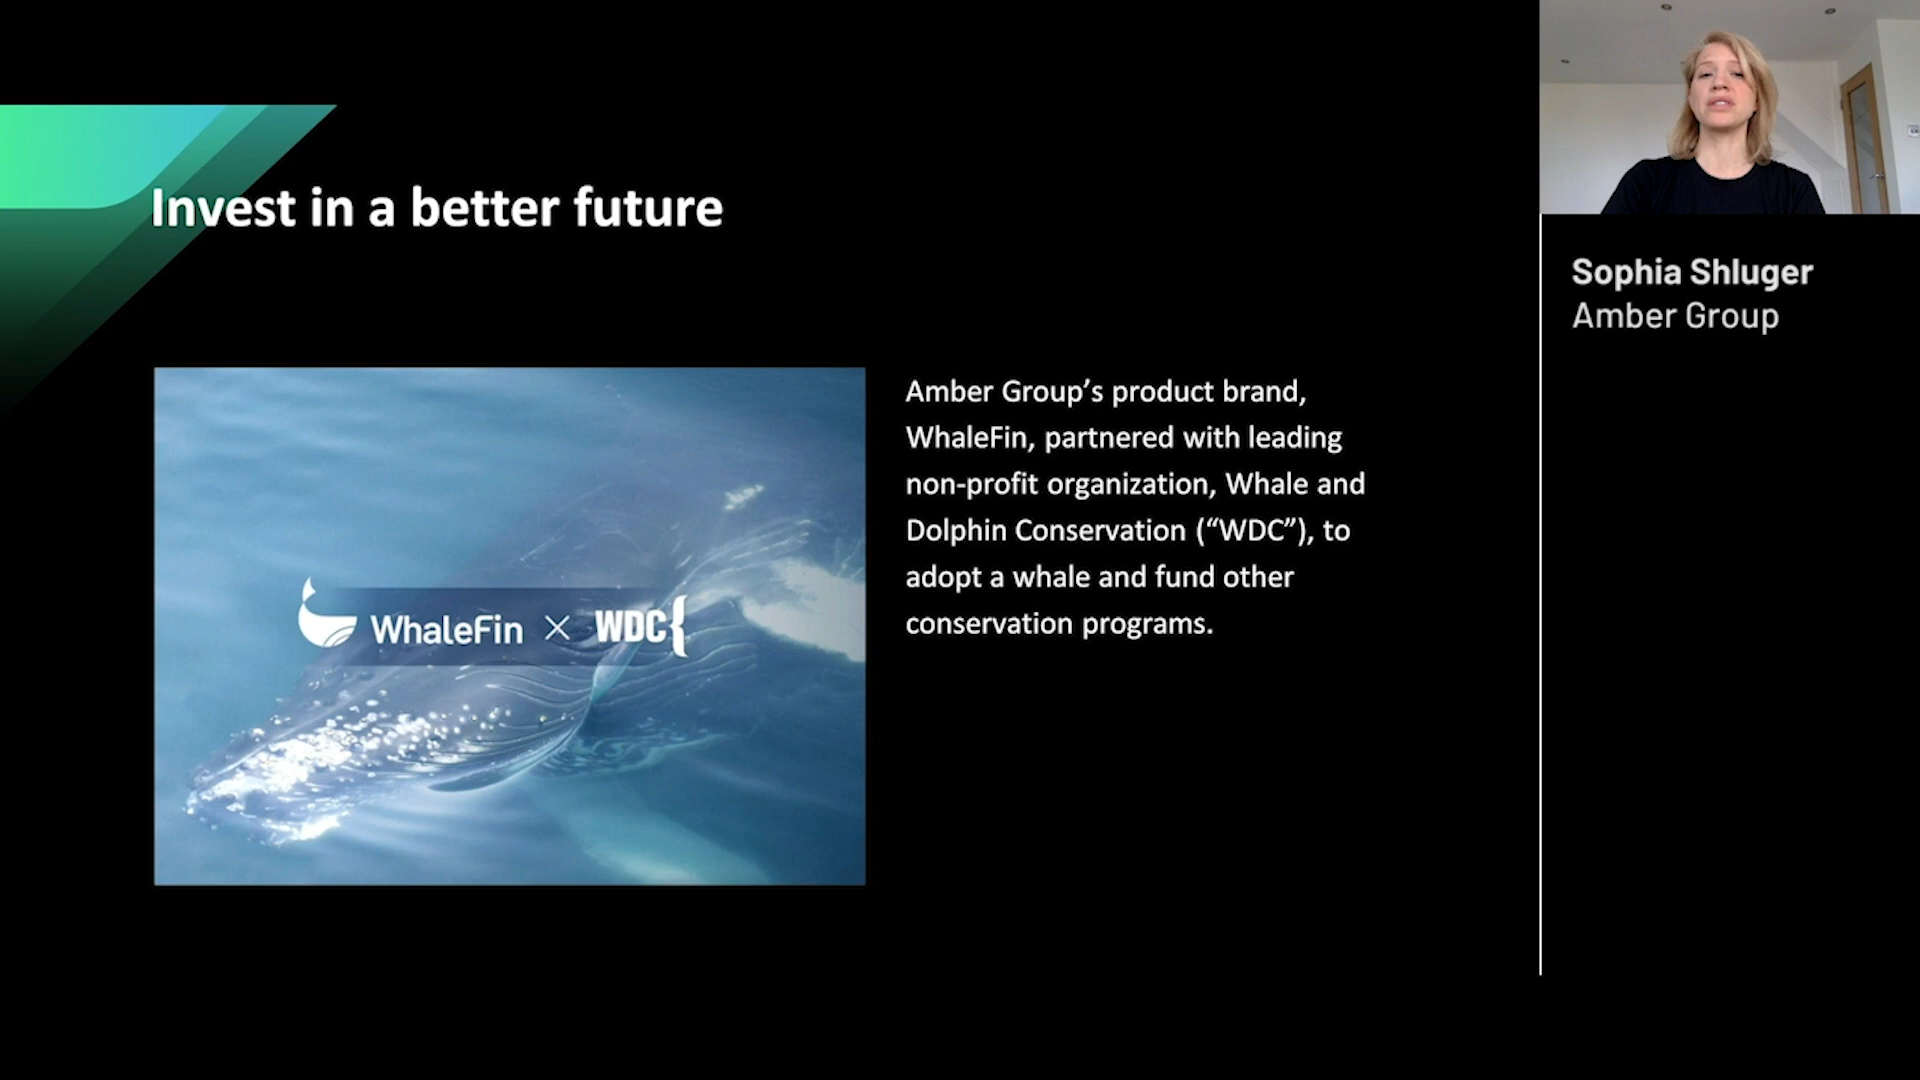 Invest in a better future
WhaleFin × WDC
Amber Group’s product brand,
WhaleFin, partnered with leading
non-profit organization, Whale and
Dolphin Conservation (“WDC”), to
adopt a whale and fund other
conservation programs.
Sophia Shluger
Amber Group